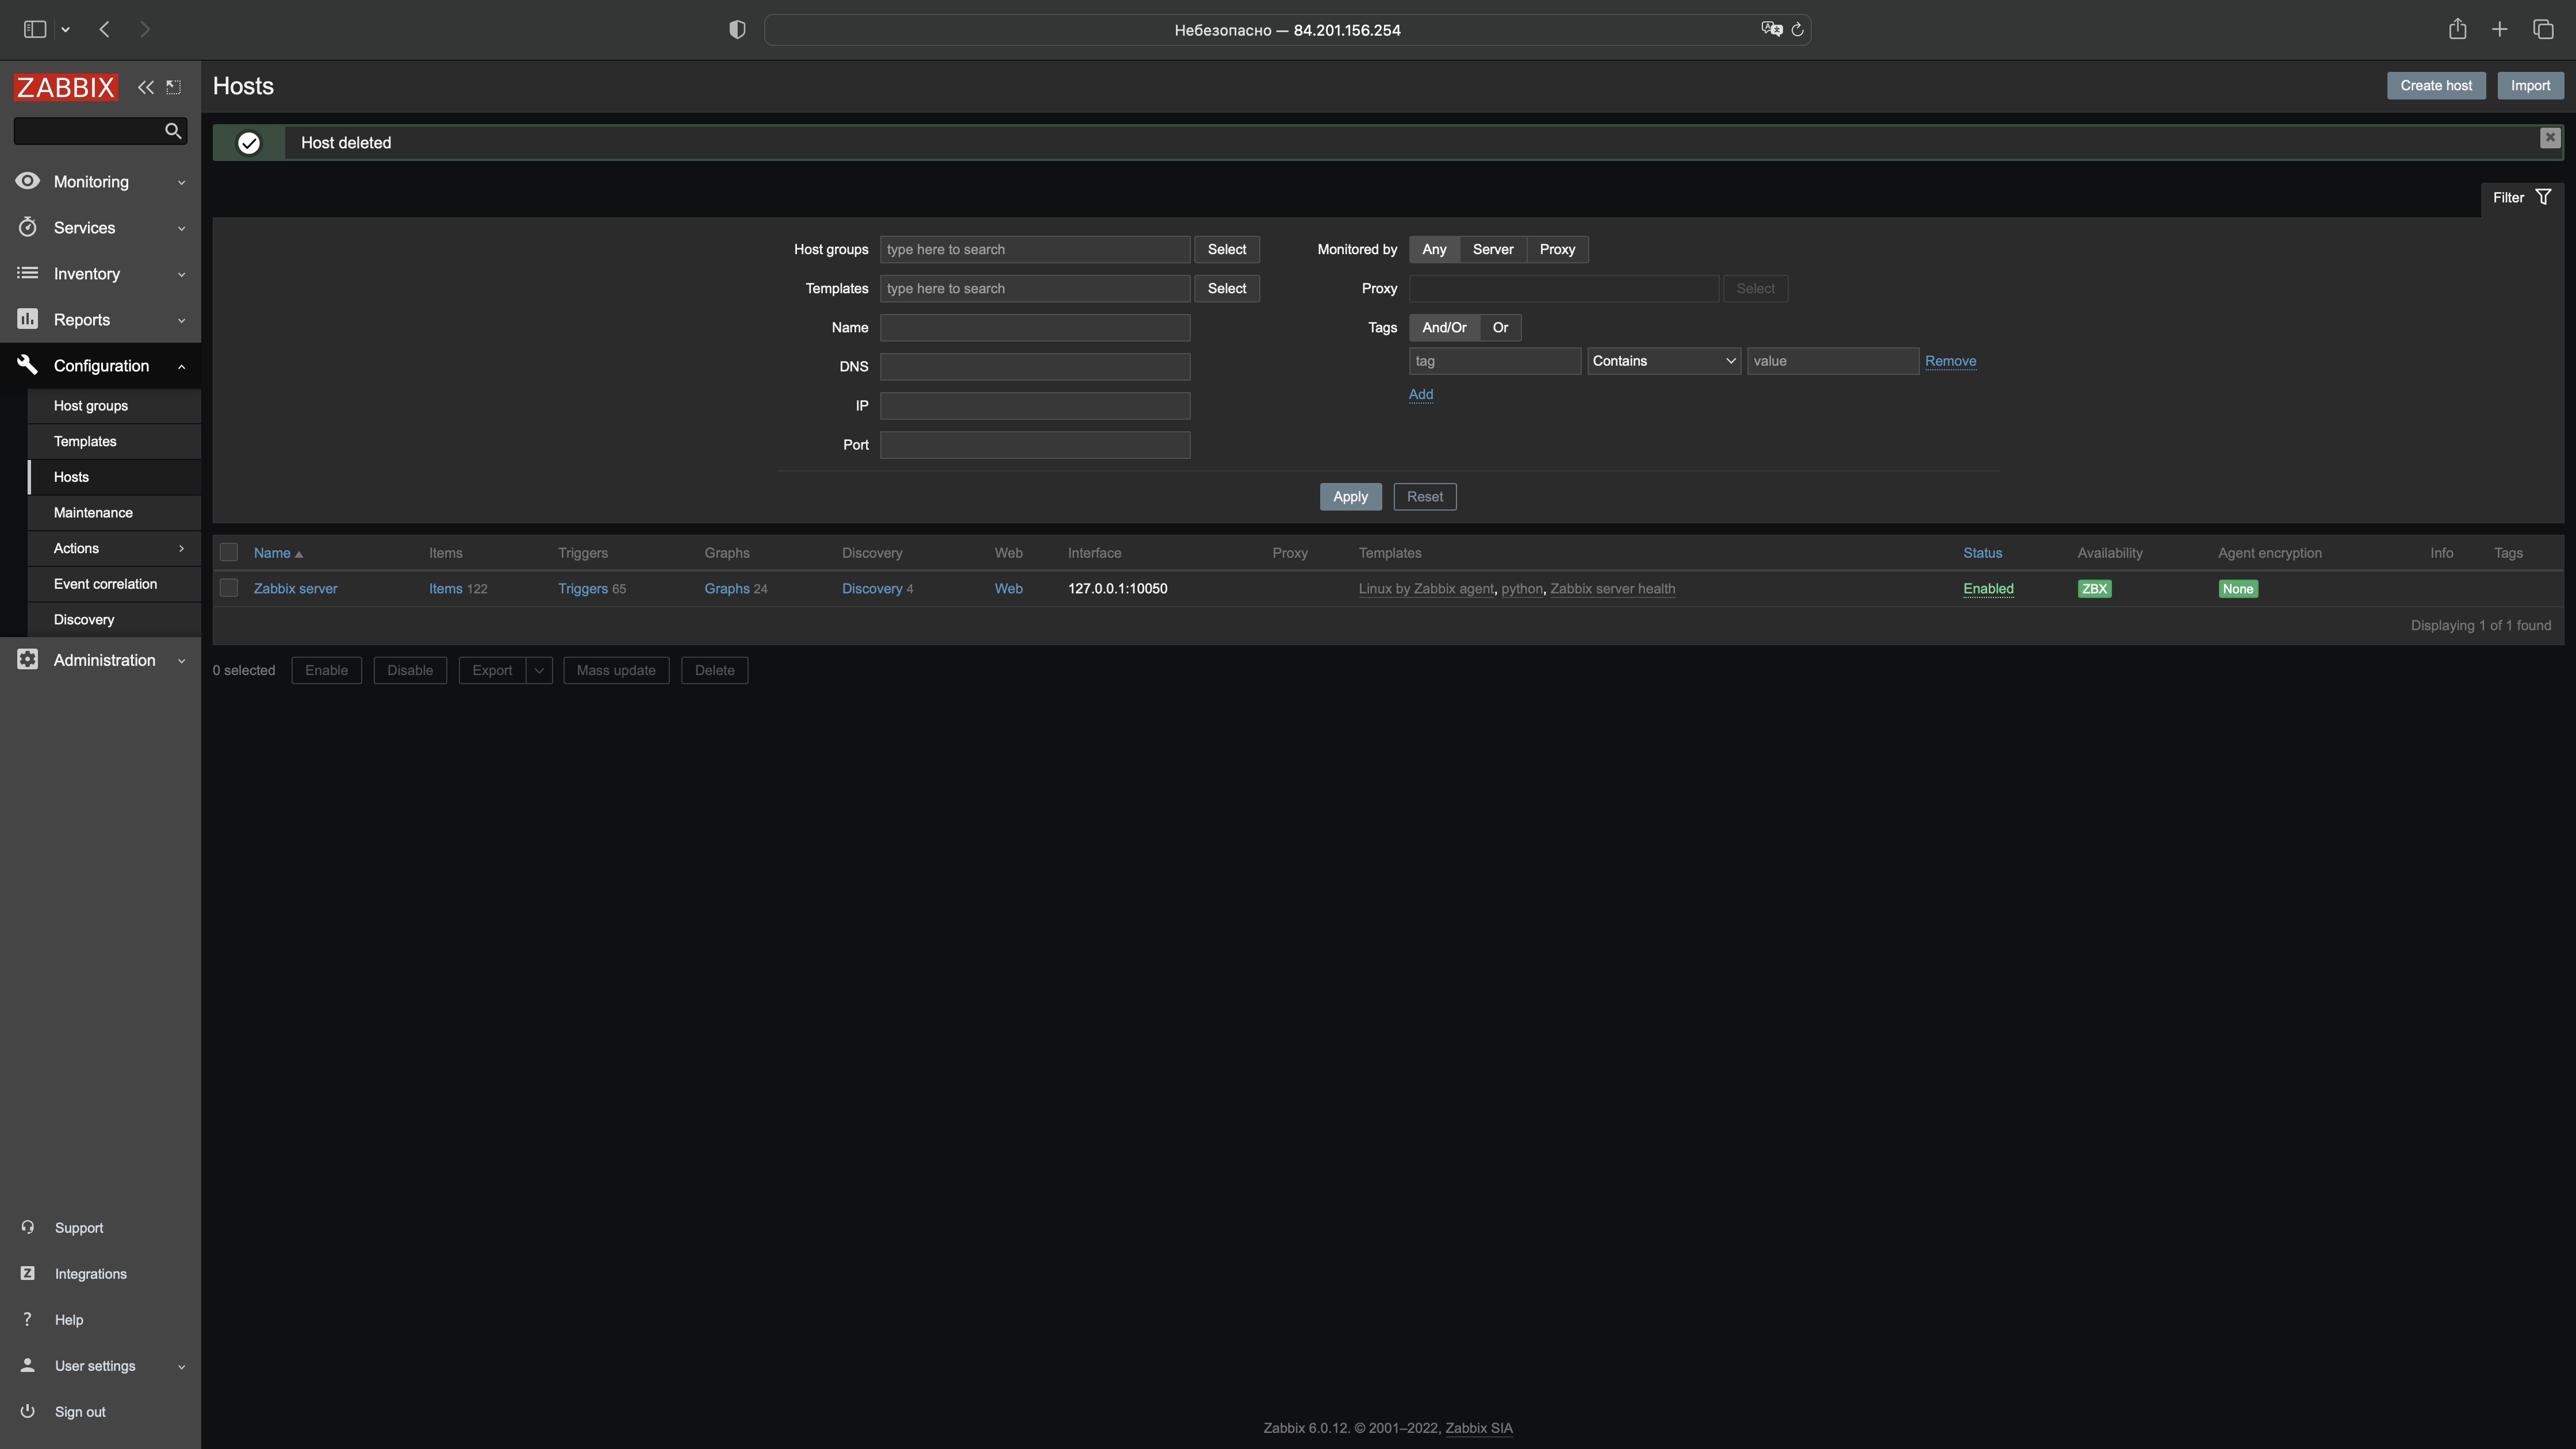 Небезопасно — 84.201.156.254
ZABBIX
Hosts
Create host
Import
Host deleted
Monitoring
Services
Inventory
Reports
Configuration
Host groups
Templates
Hosts
Maintenance
Actions
Event correlation
Discovery
Administration
Support
Integrations
? Help
User settings
Sign out
Filter
Host groups type here to search Select
Templates type here to search Select
Name
DNS
IP
Port
Monitored by Any Server Proxy
Proxy Select
Tags And/Or Or
tag Contains value Remove
Add
Apply Reset
Name Items Triggers Graphs Discovery Web Interface Proxy Templates Status Availability Agent encryption Info Tags
Zabbix server Items 122 Triggers 65 Graphs 24 Discovery 4 Web 127.0.0.1:10050 Linux by Zabbix agent, python, Zabbix server health Enabled ZBX None
Displaying 1 of 1 found
0 selected Enable Disable Export Mass update Delete
Zabbix 6.0.12. © 2001–2022, Zabbix SIA